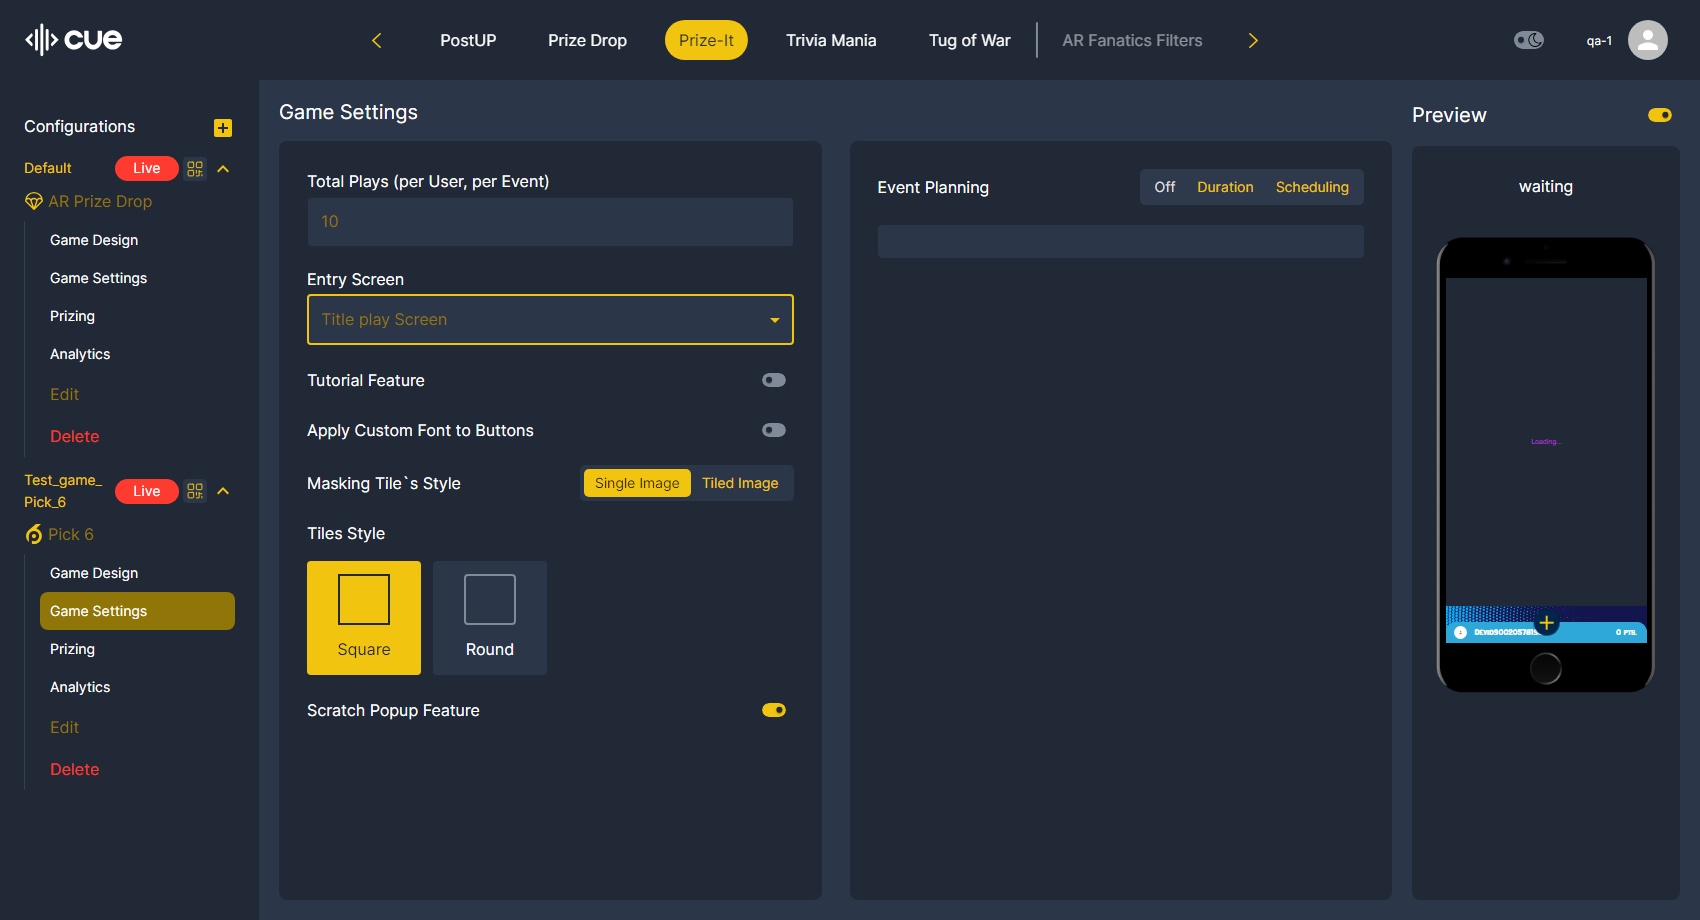 cue
PostUP
Prize Drop
Prize-It
Trivia Mania
Tug of War
AR Fanatics Filters
qa-1
Configurations
Default
Live
AR Prize Drop
Game Design
Game Settings
Prizing
Analytics
Edit
Delete
Test_game_
Pick_6
Live
Pick 6
Game Design
Game Settings
Prizing
Analytics
Edit
Delete
Game Settings
Total Plays (per User, per Event)
10
Entry Screen
Title play Screen
Tutorial Feature
Apply Custom Font to Buttons
Masking Tile`s Style
Single Image
Tiled Image
Tiles Style
Square
Round
Scratch Popup Feature
Event Planning
Off
Duration
Scheduling
Preview
waiting
Loading...
0 PTS.